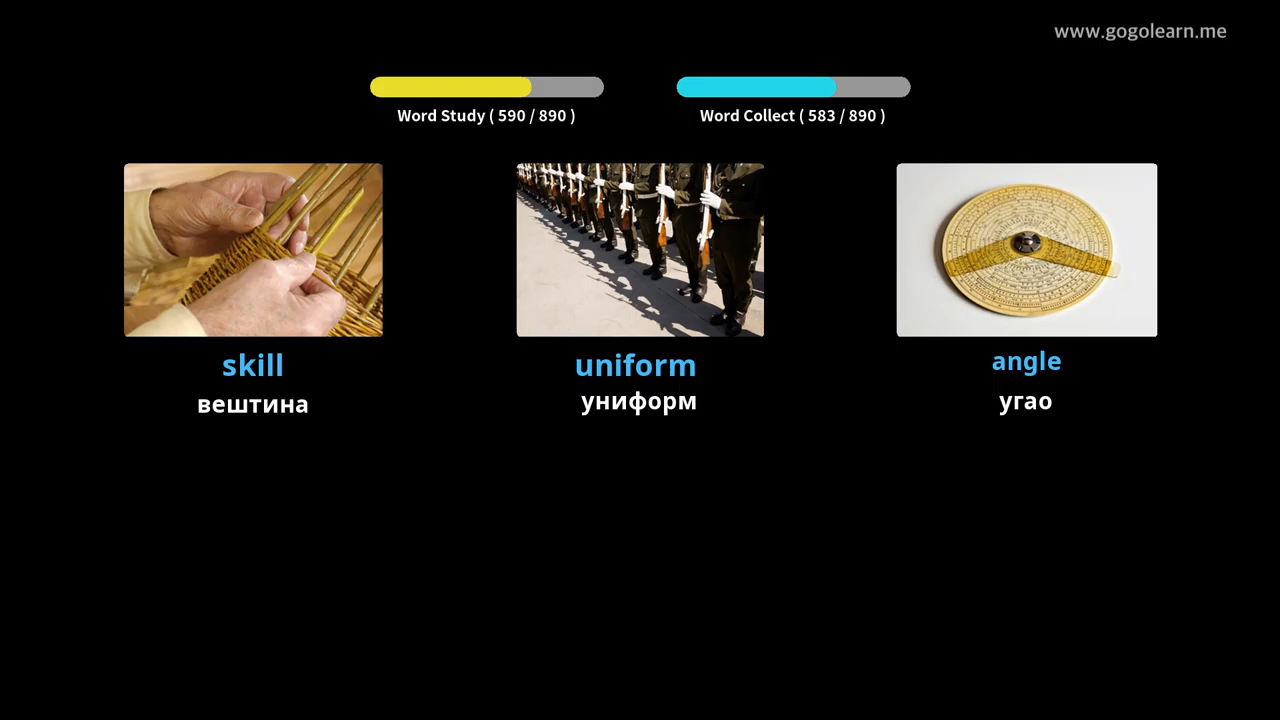 www.gogolearn.me
Word Study ( 590 / 890 )
Word Collect ( 583 / 890 )
skill
вештина
uniform
униформ
angle
угао